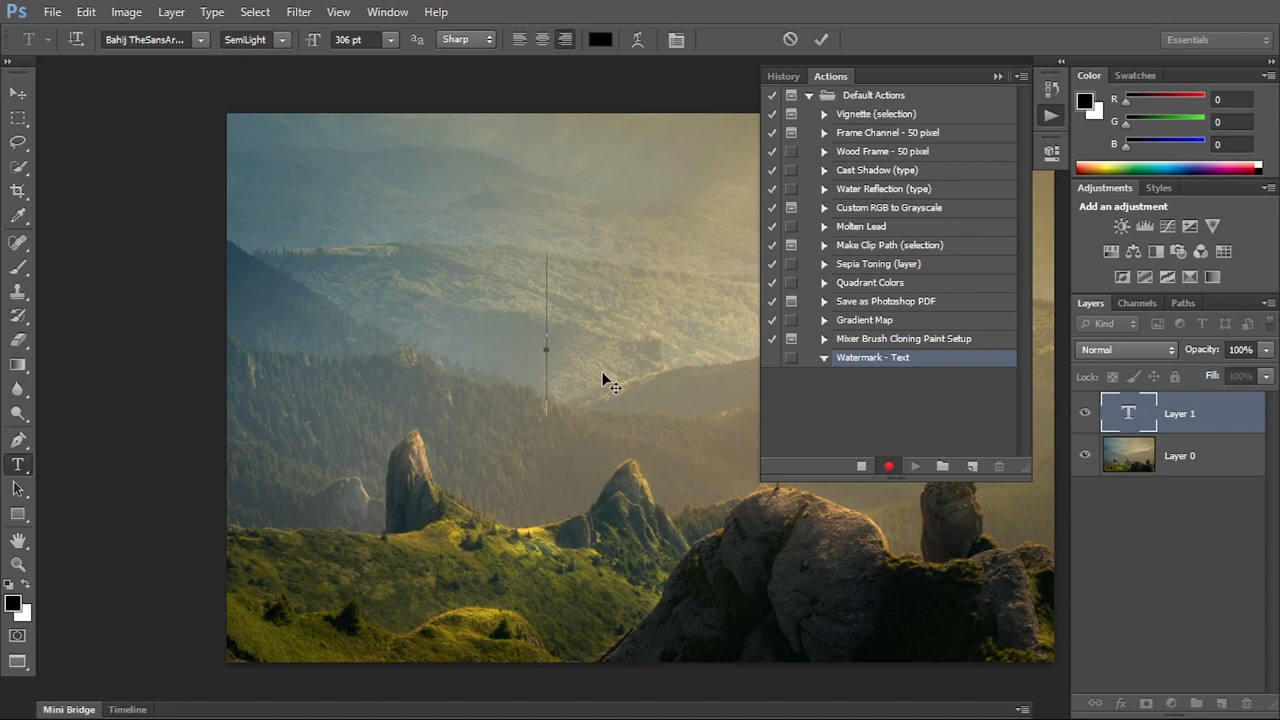 Ps File Edit Image Layer Type Select Filter View Window Help
T Bahij TheSansAr... SemiLight 306 pt Sharp Essentials
History Actions
Default Actions
Vignette (selection)
Frame Channel - 50 pixel
Wood Frame - 50 pixel
Cast Shadow (type)
Water Reflection (type)
Custom RGB to Grayscale
Molten Lead
Make Clip Path (selection)
Sepia Toning (layer)
Quadrant Colors
Save as Photoshop PDF
Gradient Map
Mixer Brush Cloning Paint Setup
Watermark - Text
Color Swatches
R 0
G 0
B 0
Adjustments Styles
Add an adjustment
Layers Channels Paths
Kind
Normal Opacity: 100%
Lock: Fill: 100%
T Layer 1
Layer 0
Mini Bridge Timeline